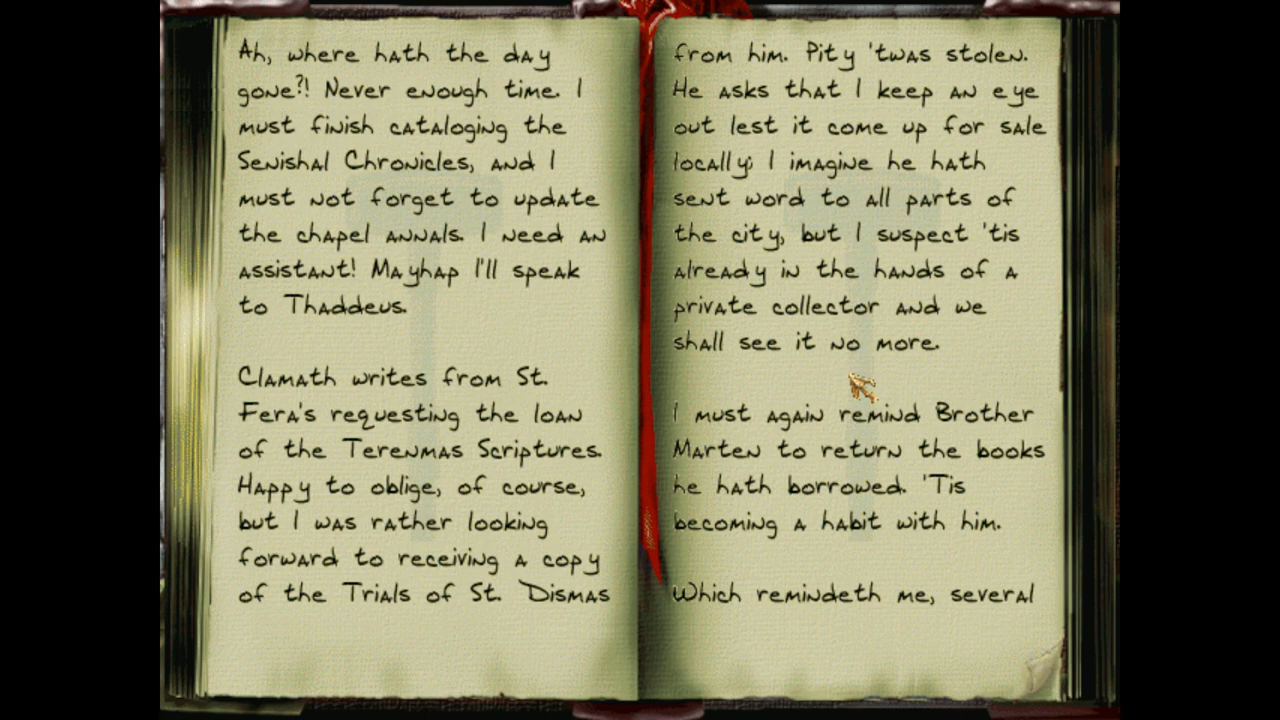 Ah, where hath the day
gone?! Never enough time. I
must finish cataloging the
Senishal Chronicles, and I
must not forget to update
the chapel annals. I need an
assistant! Mayhap I'll speak
to Thaddeus.
Clamath writes from St.
Fera's requesting the loan
of the Terenmas Scriptures.
Happy to oblige, of course,
but I was rather looking
forward to receiving a copy
of the Trials of St. Dismas
from him. Pity 'twas stolen.
He asks that I keep an eye
out lest it come up for sale
locally; I imagine he hath
sent word to all parts of
the city, but I suspect 'tis
already in the hands of a
private collector and we
shall see it no more.
I must again remind Brother
Marten to return the books
he hath borrowed. 'Tis
becoming a habit with him.
Which remindeth me, several